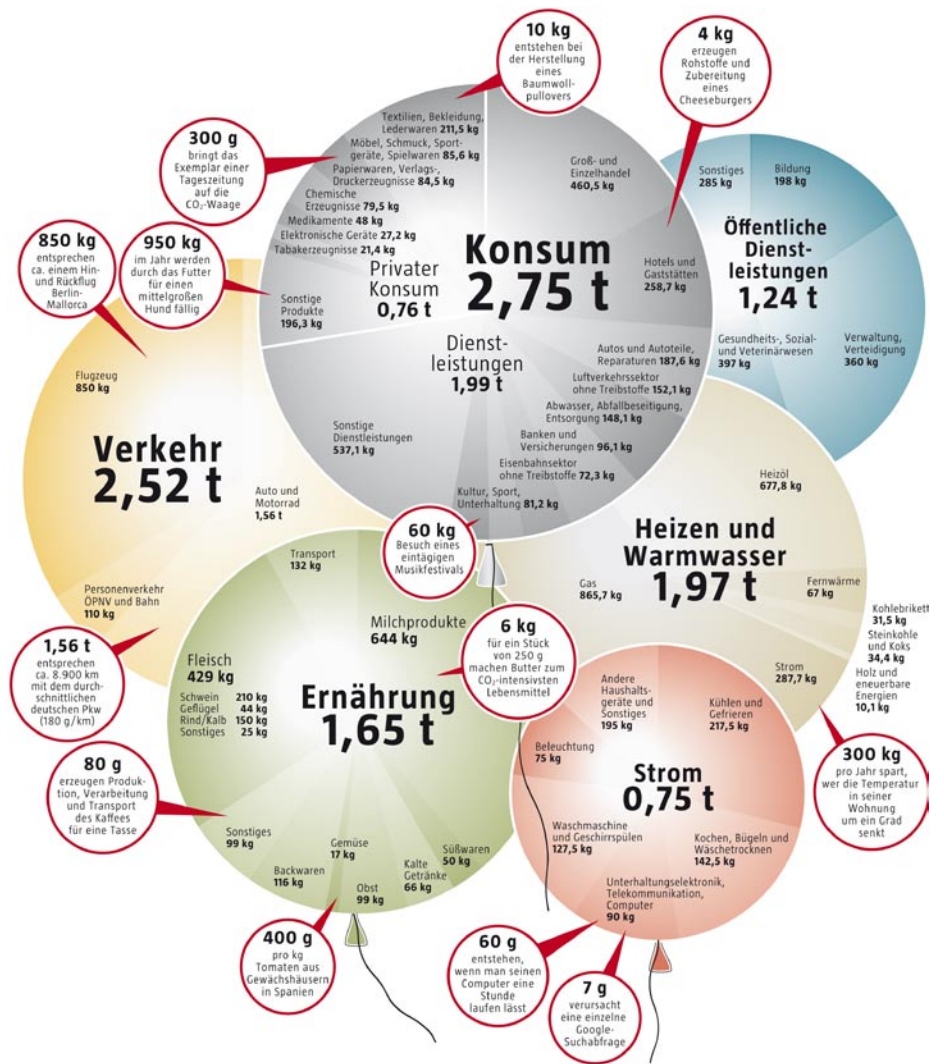 10 kg
entstehen bei
der Herstellung
eines
Baumwoll-
pullovers
4 kg
erzeugen
Rohstoffe und
Zubereitung
eines
Cheeseburgers
300 g
bringt das
Exemplar einer
Tageszeitung
auf die
CO₂-Waage
850 kg
entsprechen
ca. einem Hin-
und Rückflug
Berlin-
Mallorca
950 kg
im Jahr werden
durch das Futter
für einen
mittelgroßen
Hund fällig
Konsum
2,75 t
Privater
Konsum
0,76 t
Textilien, Bekleidung,
Lederwaren 211,5 kg
Möbel, Schmuck, Sport-
geräte, Spielwaren 85,6 kg
Papierwaren, Verlags-,
Druckerzeugnisse 84,5 kg
Chemische
Erzeugnisse 79,5 kg
Medikamente 48 kg
Elektronische Geräte 27,2 kg
Tabakerzeugnisse 21,4 kg
Sonstige
Produkte
196,3 kg
Dienst-
leistungen
1,99 t
Groß- und
Einzelhandel
460,5 kg
Hotels und
Gaststätten
258,7 kg
Autos und Autoteile,
Reparaturen 187,6 kg
Luftverkehrssektor
ohne Treibstoffe 152,1 kg
Abwasser, Abfallbeseitigung,
Entsorgung 148,1 kg
Banken und
Versicherungen 96,1 kg
Eisenbahnsektor
ohne Treibstoffe 72,3 kg
Kultur, Sport,
Unterhaltung 81,2 kg
Sonstige
Dienstleistungen
537,1 kg
60 kg
Besuch eines
eintägigen
Musikfestivals
Öffentliche
Dienst-
leistungen
1,24 t
Sonstiges
285 kg
Bildung
198 kg
Gesundheits-, Sozial-
und Veterinärwesen
397 kg
Verwaltung,
Verteidigung
360 kg
Verkehr
2,52 t
Flugzeug
850 kg
Auto und
Motorrad
1,56 t
Personenverkehr
ÖPNV und Bahn
110 kg
1,56 t
entsprechen
ca. 8.900 km
mit dem durch-
schnittlichen
deutschen Pkw
(180 g/km)
Heizen und
Warmwasser
1,97 t
Heizöl
677,8 kg
Gas
865,7 kg
Fernwärme
67 kg
Kohlebrikett
31,5 kg
Steinkohle
und Koks
34,4 kg
Strom
287,7 kg
Holz und
eneuerbare
Energien
10,1 kg
300 kg
pro Jahr spart,
wer die Temperatur
in seiner
Wohnung
um ein Grad
senkt
Ernährung
1,65 t
Transport
132 kg
Milchprodukte
644 kg
Fleisch
429 kg
Schwein 210 kg
Geflügel 44 kg
Rind/Kalb 150 kg
Sonstiges 25 kg
Sonstiges
99 kg
Backwaren
116 kg
Gemüse
17 kg
Obst
99 kg
Kalte
Getränke
66 kg
Süßwaren
50 kg
6 kg
für ein Stück
von 250 g
machen Butter zum
CO₂-intensivsten
Lebensmittel
80 g
erzeugen Produk-
tion, Verarbeitung
und Transport
des Kaffees
für eine Tasse
400 g
pro kg
Tomaten aus
Gewächshäusern
in Spanien
Strom
0,75 t
Andere
Haushalts-
geräte und
Sonstiges
195 kg
Kühlen und
Gefrieren
217,5 kg
Beleuchtung
75 kg
Waschmaschine
und Geschirrspülen
127,5 kg
Kochen, Bügeln und
Wäschetrocknen
142,5 kg
Unterhaltungselektronik,
Telekommunikation,
Computer
90 kg
60 g
entstehen,
wenn man seinen
Computer eine
Stunde
laufen lässt
7 g
verursacht
eine einzelne
Google-
Suchabfrage